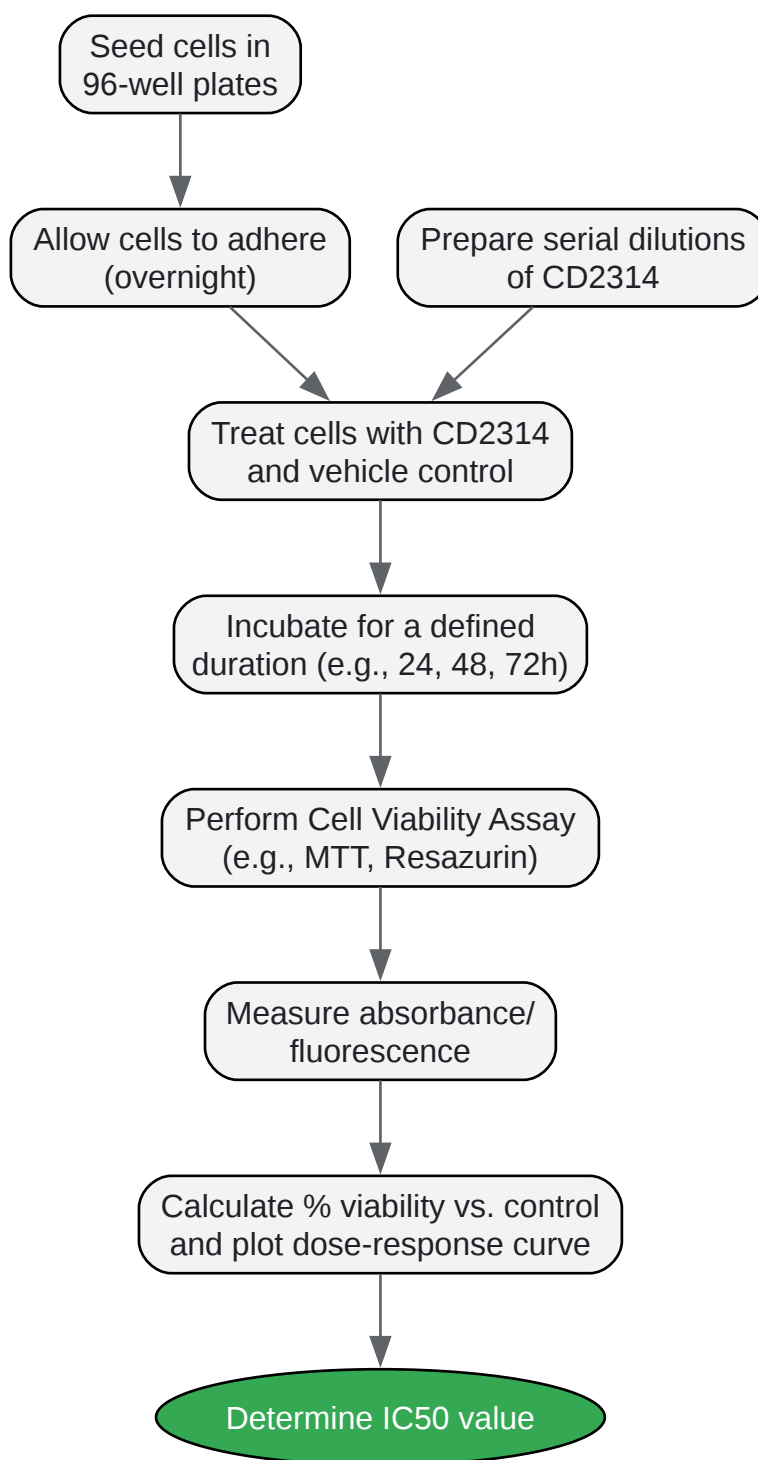 Seed cells in
96-well plates
Allow cells to adhere
(overnight)
Prepare serial dilutions
of CD2314
Treat cells with CD2314
and vehicle control
Incubate for a defined
duration (e.g., 24, 48, 72h)
Perform Cell Viability Assay
(e.g., MTT, Resazurin)
Measure absorbance/
fluorescence
Calculate % viability vs. control
and plot dose-response curve
Determine IC50 value